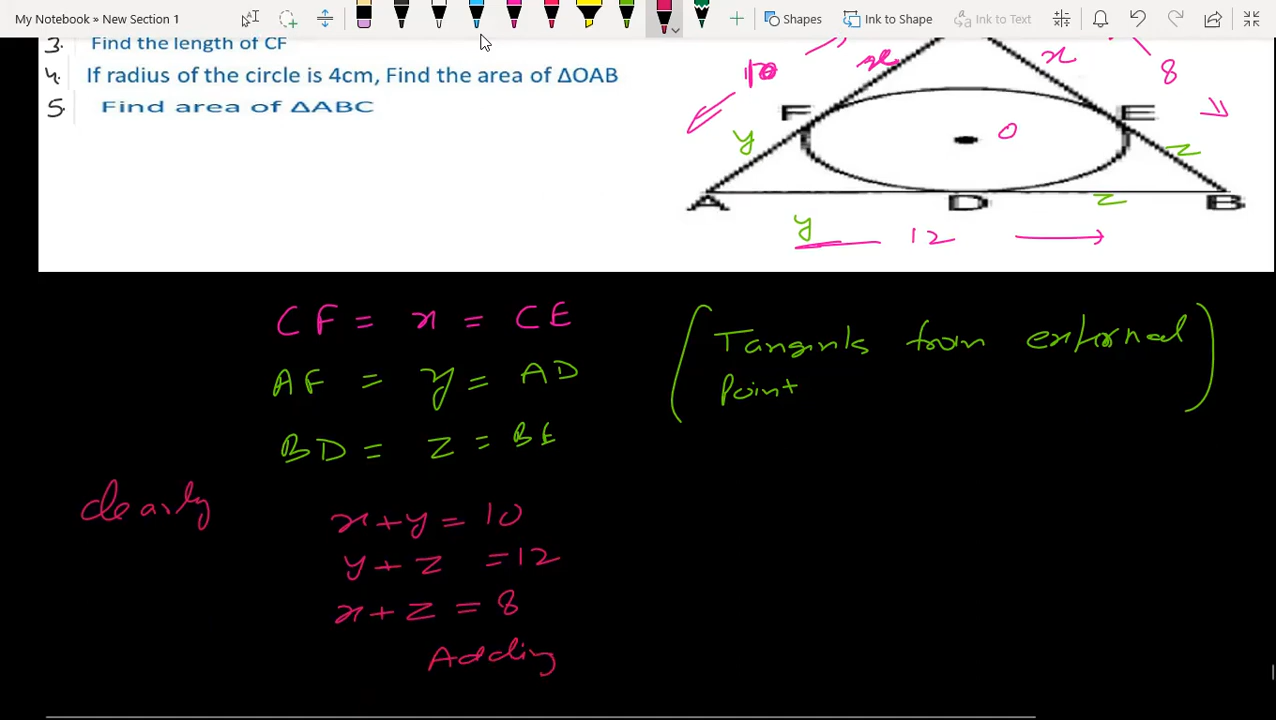 My Notebook » New Section 1
Shapes
Ink to Shape
Ink to Text
3. Find the length of CF
4. If radius of the circle is 4cm, Find the area of ΔOAB
5. Find area of ΔABC
10 x x 8
F E
O
y z
A D B
y z
12
CF = x = CE
AF = y = AD
BD = z = BE
(Tangents from external
Point)
clearly
x+y = 10
y+z = 12
x+z = 8
Adding